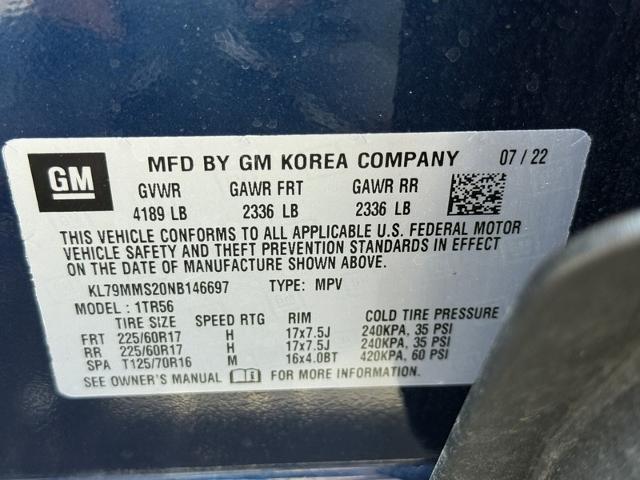 GM MFD BY GM KOREA COMPANY 07 / 22
GVWR GAWR FRT GAWR RR
4189 LB 2336 LB 2336 LB
THIS VEHICLE CONFORMS TO ALL APPLICABLE U.S. FEDERAL MOTOR
VEHICLE SAFETY AND THEFT PREVENTION STANDARDS IN EFFECT
ON THE DATE OF MANUFACTURE SHOWN ABOVE.
KL79MMS20NB146697 TYPE: MPV
MODEL : 1TR56
TIRE SIZE SPEED RTG RIM COLD TIRE PRESSURE
FRT 225/60R17 H 17x7.5J 240KPA, 35 PSI
RR 225/60R17 H 17x7.5J 240KPA, 35 PSI
SPA T125/70R16 M 16x4.0BT 420KPA, 60 PSI
SEE OWNER'S MANUAL FOR MORE INFORMATION.